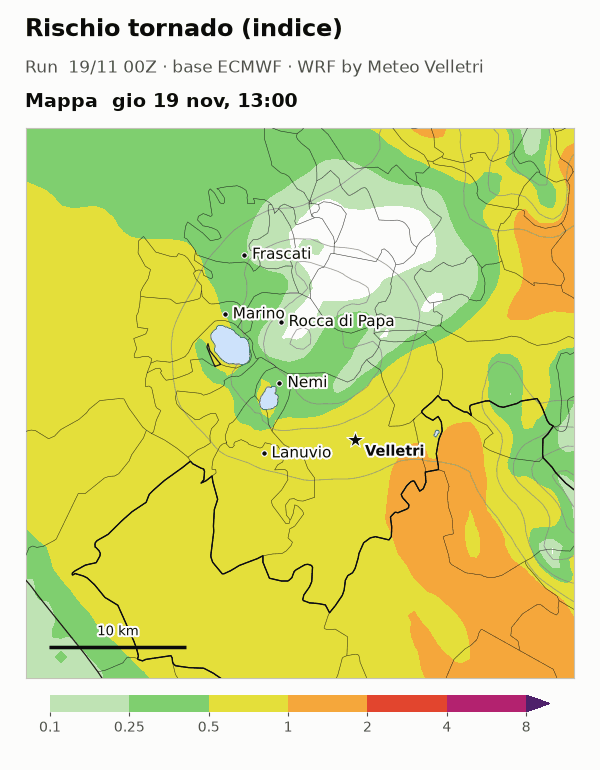 Rischio tornado (indice)
Run  19/11 00Z · base ECMWF · WRF by Meteo Velletri
Mappa  gio 19 nov, 13:00
Frascati
Marino
Rocca di Papa
Nemi
Velletri
Lanuvio
10 km
0.1 0.25 0.5 1 2 4 8